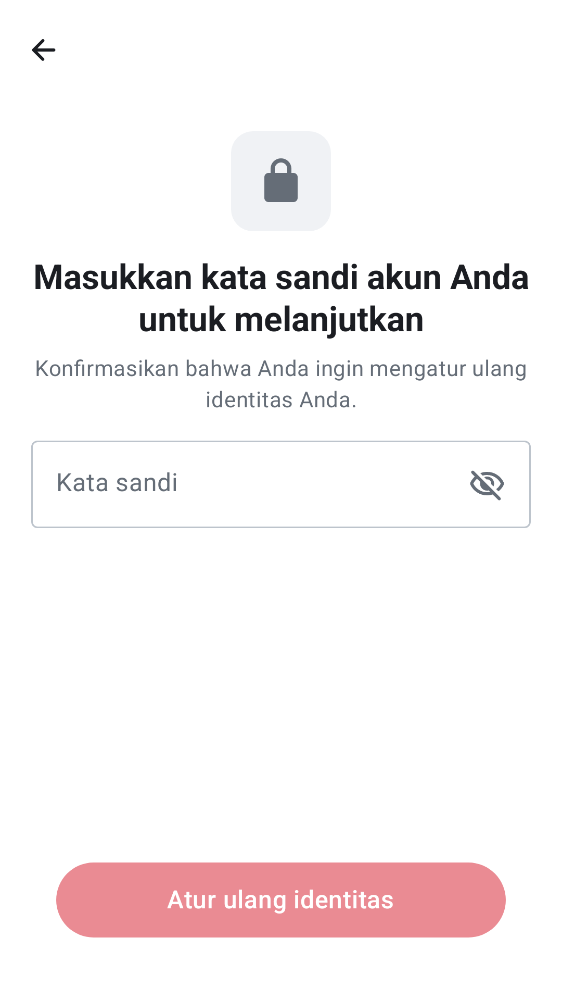 Masukkan kata sandi akun Anda
untuk melanjutkan
Konfirmasikan bahwa Anda ingin mengatur ulang
identitas Anda.
Kata sandi
Atur ulang identitas